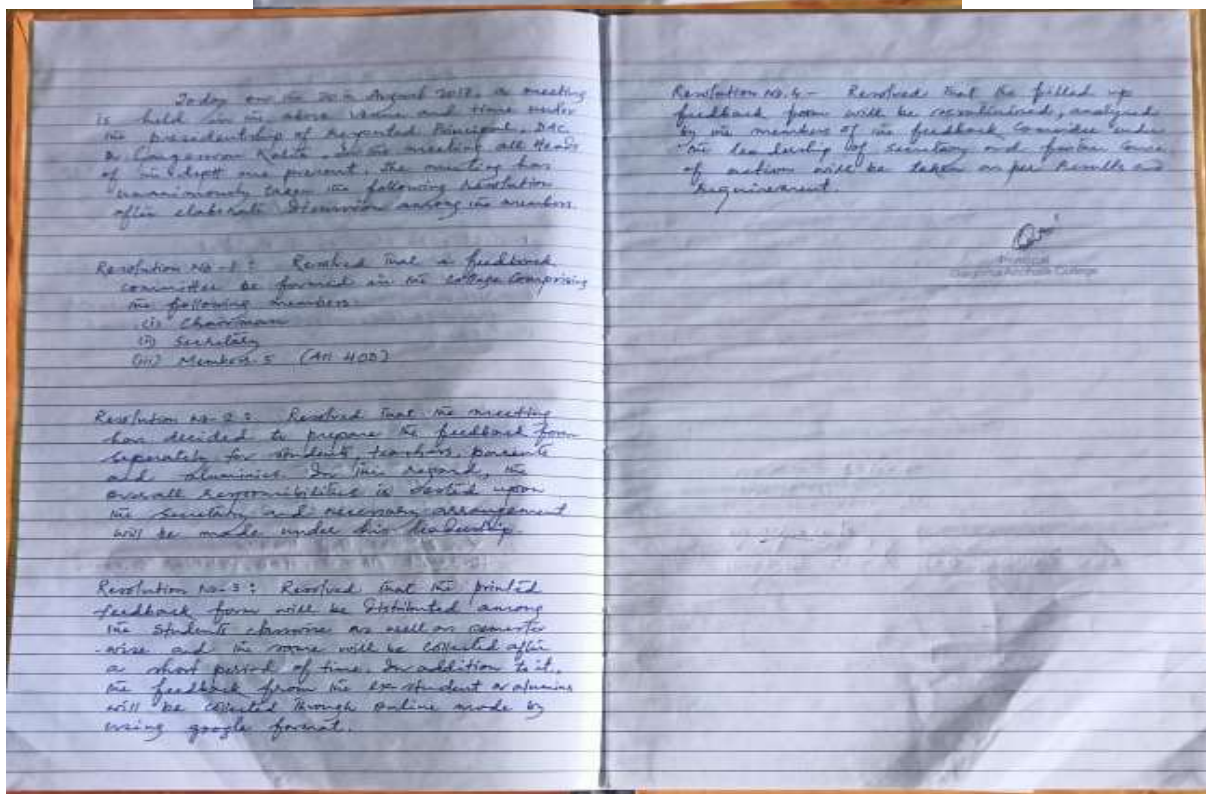 Today on the 20th August 2018, a meeting
is held in the above venue and time under
the presidentship of respected Principal, DAC
Dr Kalita. In the meeting all Heads
of the deptt are present. The meeting has
unanimously taken the following resolution
after elaborate discussion among the members.
Resolution No-1: Resolved that a feedback
committee be formed in the college comprising
the following members.
(i) Chairman
(ii) Secretary
(iii) Members-5 (All HOD)
Resolution No-2: Resolved that the meeting
has decided to prepare the feedback form
seperately for students, teachers, parents
and aluminies. In this regard, the
overall responsibilities is vested upon
the secretary and necessary arrangement
will be made under his leadership.
Resolution No-3: Resolved that the printed
feedback form will be distributed among
the students classwise as well as semester
-wise and the same will be collected after
a short period of time. In addition to it,
the feedback from the ex-student or alumins
will be collected through online mode by
using google format.
Resolution No. 4 - Resolved that the filled up
feedback form will be scrutinised, analysed
by the members of the feedback committee under
the leadership of secretary and further course
of action will be taken as per results and
requirement.
Principal
College